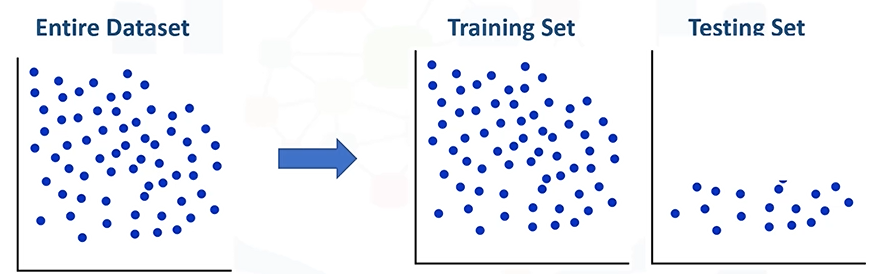 Entire Dataset
Training Set
Testing Set